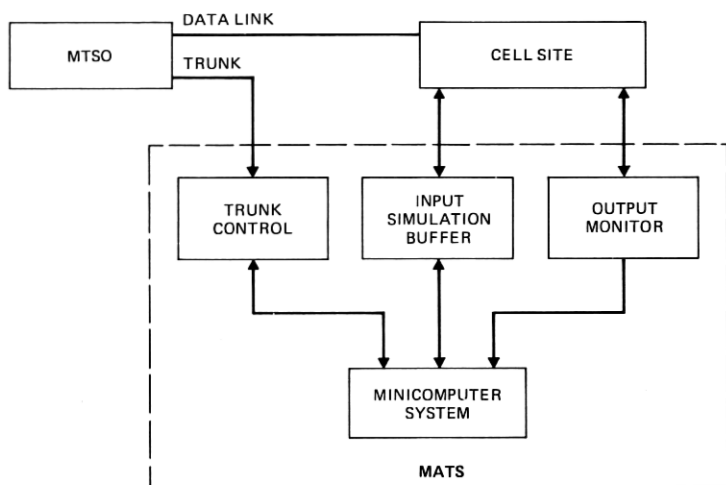 DATA LINK
MTSO
CELL SITE
TRUNK
TRUNK
CONTROL
INPUT
SIMULATION
BUFFER
OUTPUT
MONITOR
MINICOMPUTER
SYSTEM
MATS